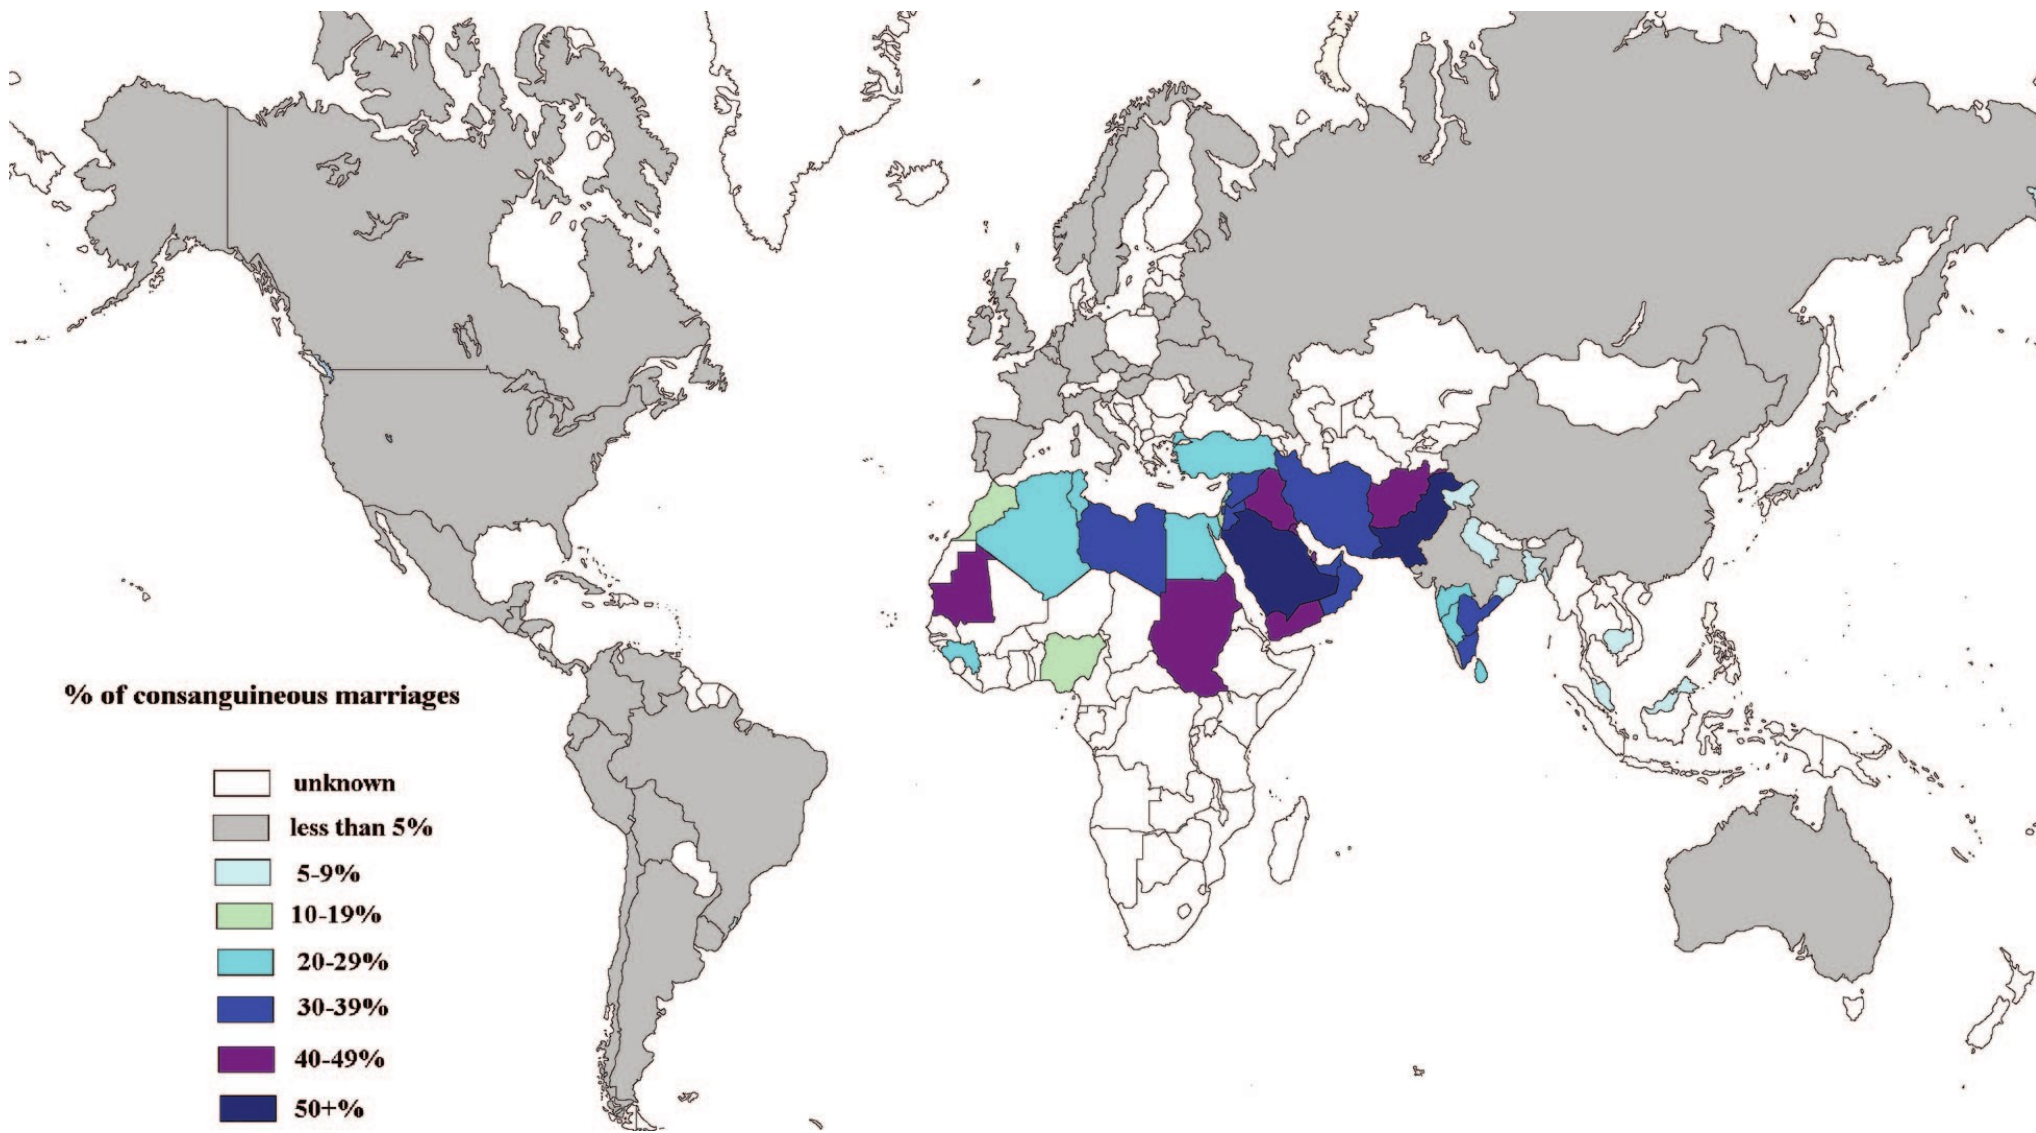 % of consanguineous marriages
unknown
less than 5%
5-9%
10-19%
20-29%
30-39%
40-49%
50+%